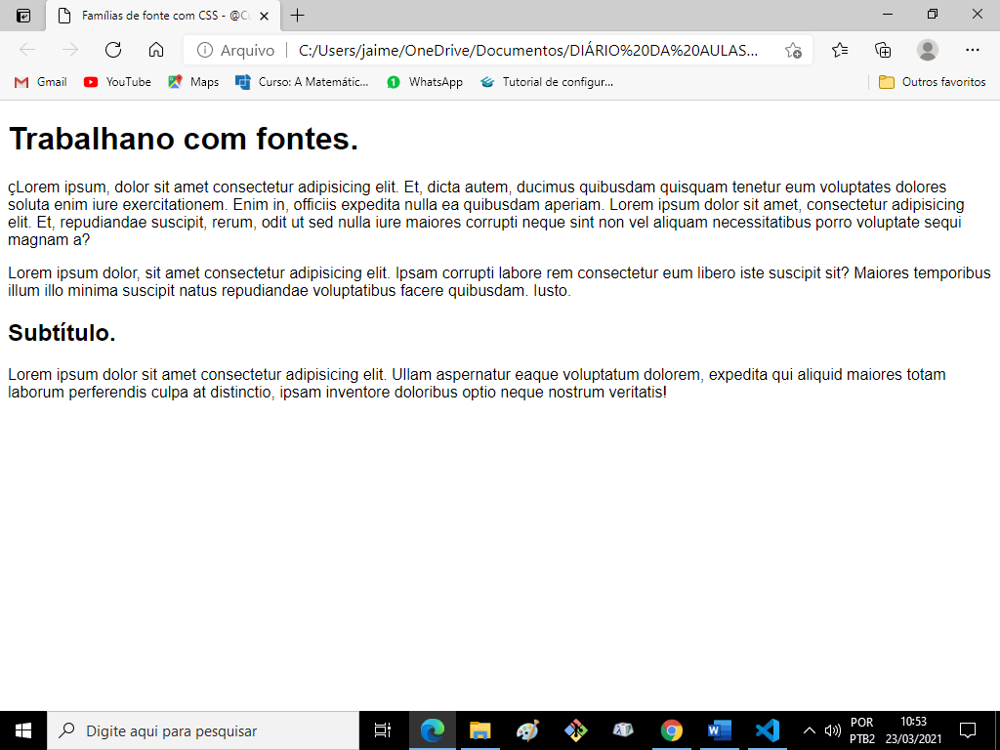 Famílias de fonte com CSS - @C
Arquivo | C:/Users/jaime/OneDrive/Documentos/DIÁRIO%20DA%20AULAS...
Gmail YouTube Maps Curso: A Matemátic... 1 WhatsApp Tutorial de configur... Outros favoritos
Trabalhano com fontes.
çLorem ipsum, dolor sit amet consectetur adipisicing elit. Et, dicta autem, ducimus quibusdam quisquam tenetur eum voluptates dolores
soluta enim iure exercitationem. Enim in, officiis expedita nulla ea quibusdam aperiam. Lorem ipsum dolor sit amet, consectetur adipisicing
elit. Et, repudiandae suscipit, rerum, odit ut sed nulla iure maiores corrupti neque sint non vel aliquam necessitatibus porro voluptate sequi
magnam a?
Lorem ipsum dolor, sit amet consectetur adipisicing elit. Ipsam corrupti labore rem consectetur eum libero iste suscipit sit? Maiores temporibus
illum illo minima suscipit natus repudiandae voluptatibus facere quibusdam. Iusto.
Subtítulo.
Lorem ipsum dolor sit amet consectetur adipisicing elit. Ullam aspernatur eaque voluptatum dolorem, expedita qui aliquid maiores totam
laborum perferendis culpa at distinctio, ipsam inventore doloribus optio neque nostrum veritatis!
Digite aqui para pesquisar
POR 10:53
PTB2 23/03/2021